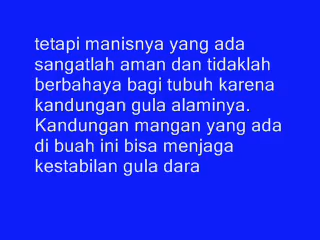 tetapi manisnya yang ada
sangatlah aman dan tidaklah
berbahaya bagi tubuh karena
kandungan gula alaminya.
Kandungan mangan yang ada
di buah ini bisa menjaga
kestabilan gula dara